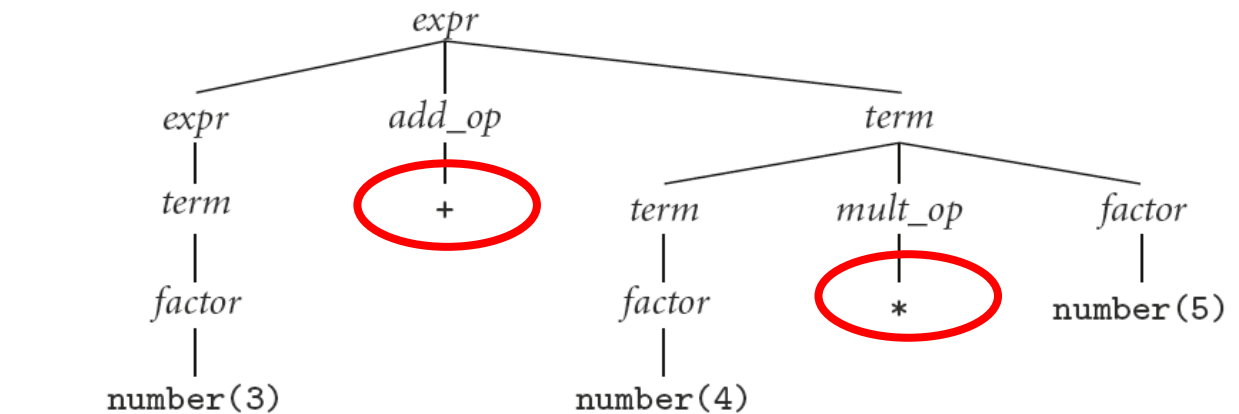 expr
expr add_op term
+
term term mult_op factor
factor factor * number(5)
number(3) number(4)